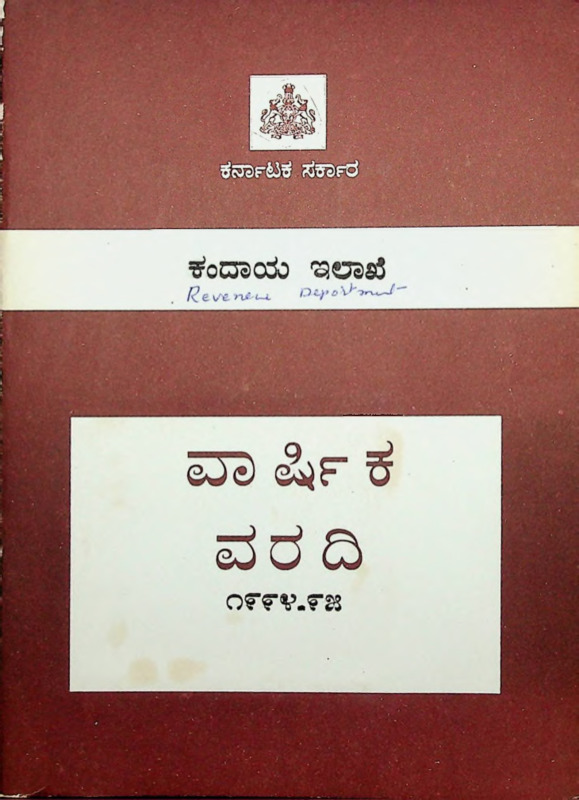 ಕರ್ನಾಟಕ ಸರ್ಕಾರ
ಕಂದಾಯ ಇಲಾಖೆ
Revenue Department
ವಾರ್ಷಿಕ
ವರದಿ
೧೯೯೪-೯೫